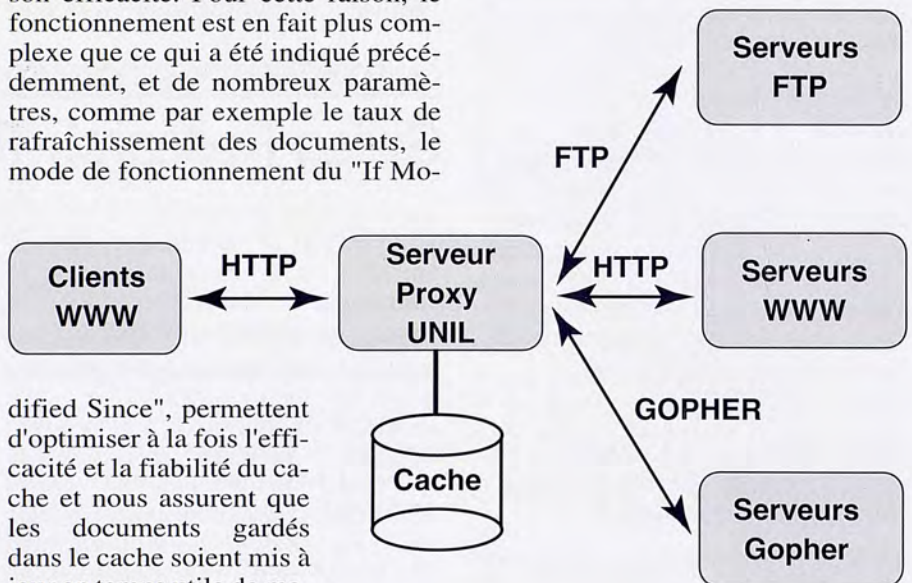 son efficacité. Pour cette raison, le
fonctionnement est en fait plus com-
plexe que ce qui a été indiqué précé-
demment, et de nombreux paramè-
tres, comme par exemple le taux de
rafraîchissement des documents, le
mode de fonctionnement du "If Mo-
dified Since", permettent
d'optimiser à la fois l'effi-
cacité et la fiabilité du ca-
che et nous assurent que
les documents gardés
dans le cache soient mis à
Clients
WWW
HTTP
Serveur
Proxy
UNIL
Cache
FTP
Serveurs
FTP
HTTP
Serveurs
WWW
GOPHER
Serveurs
Gopher